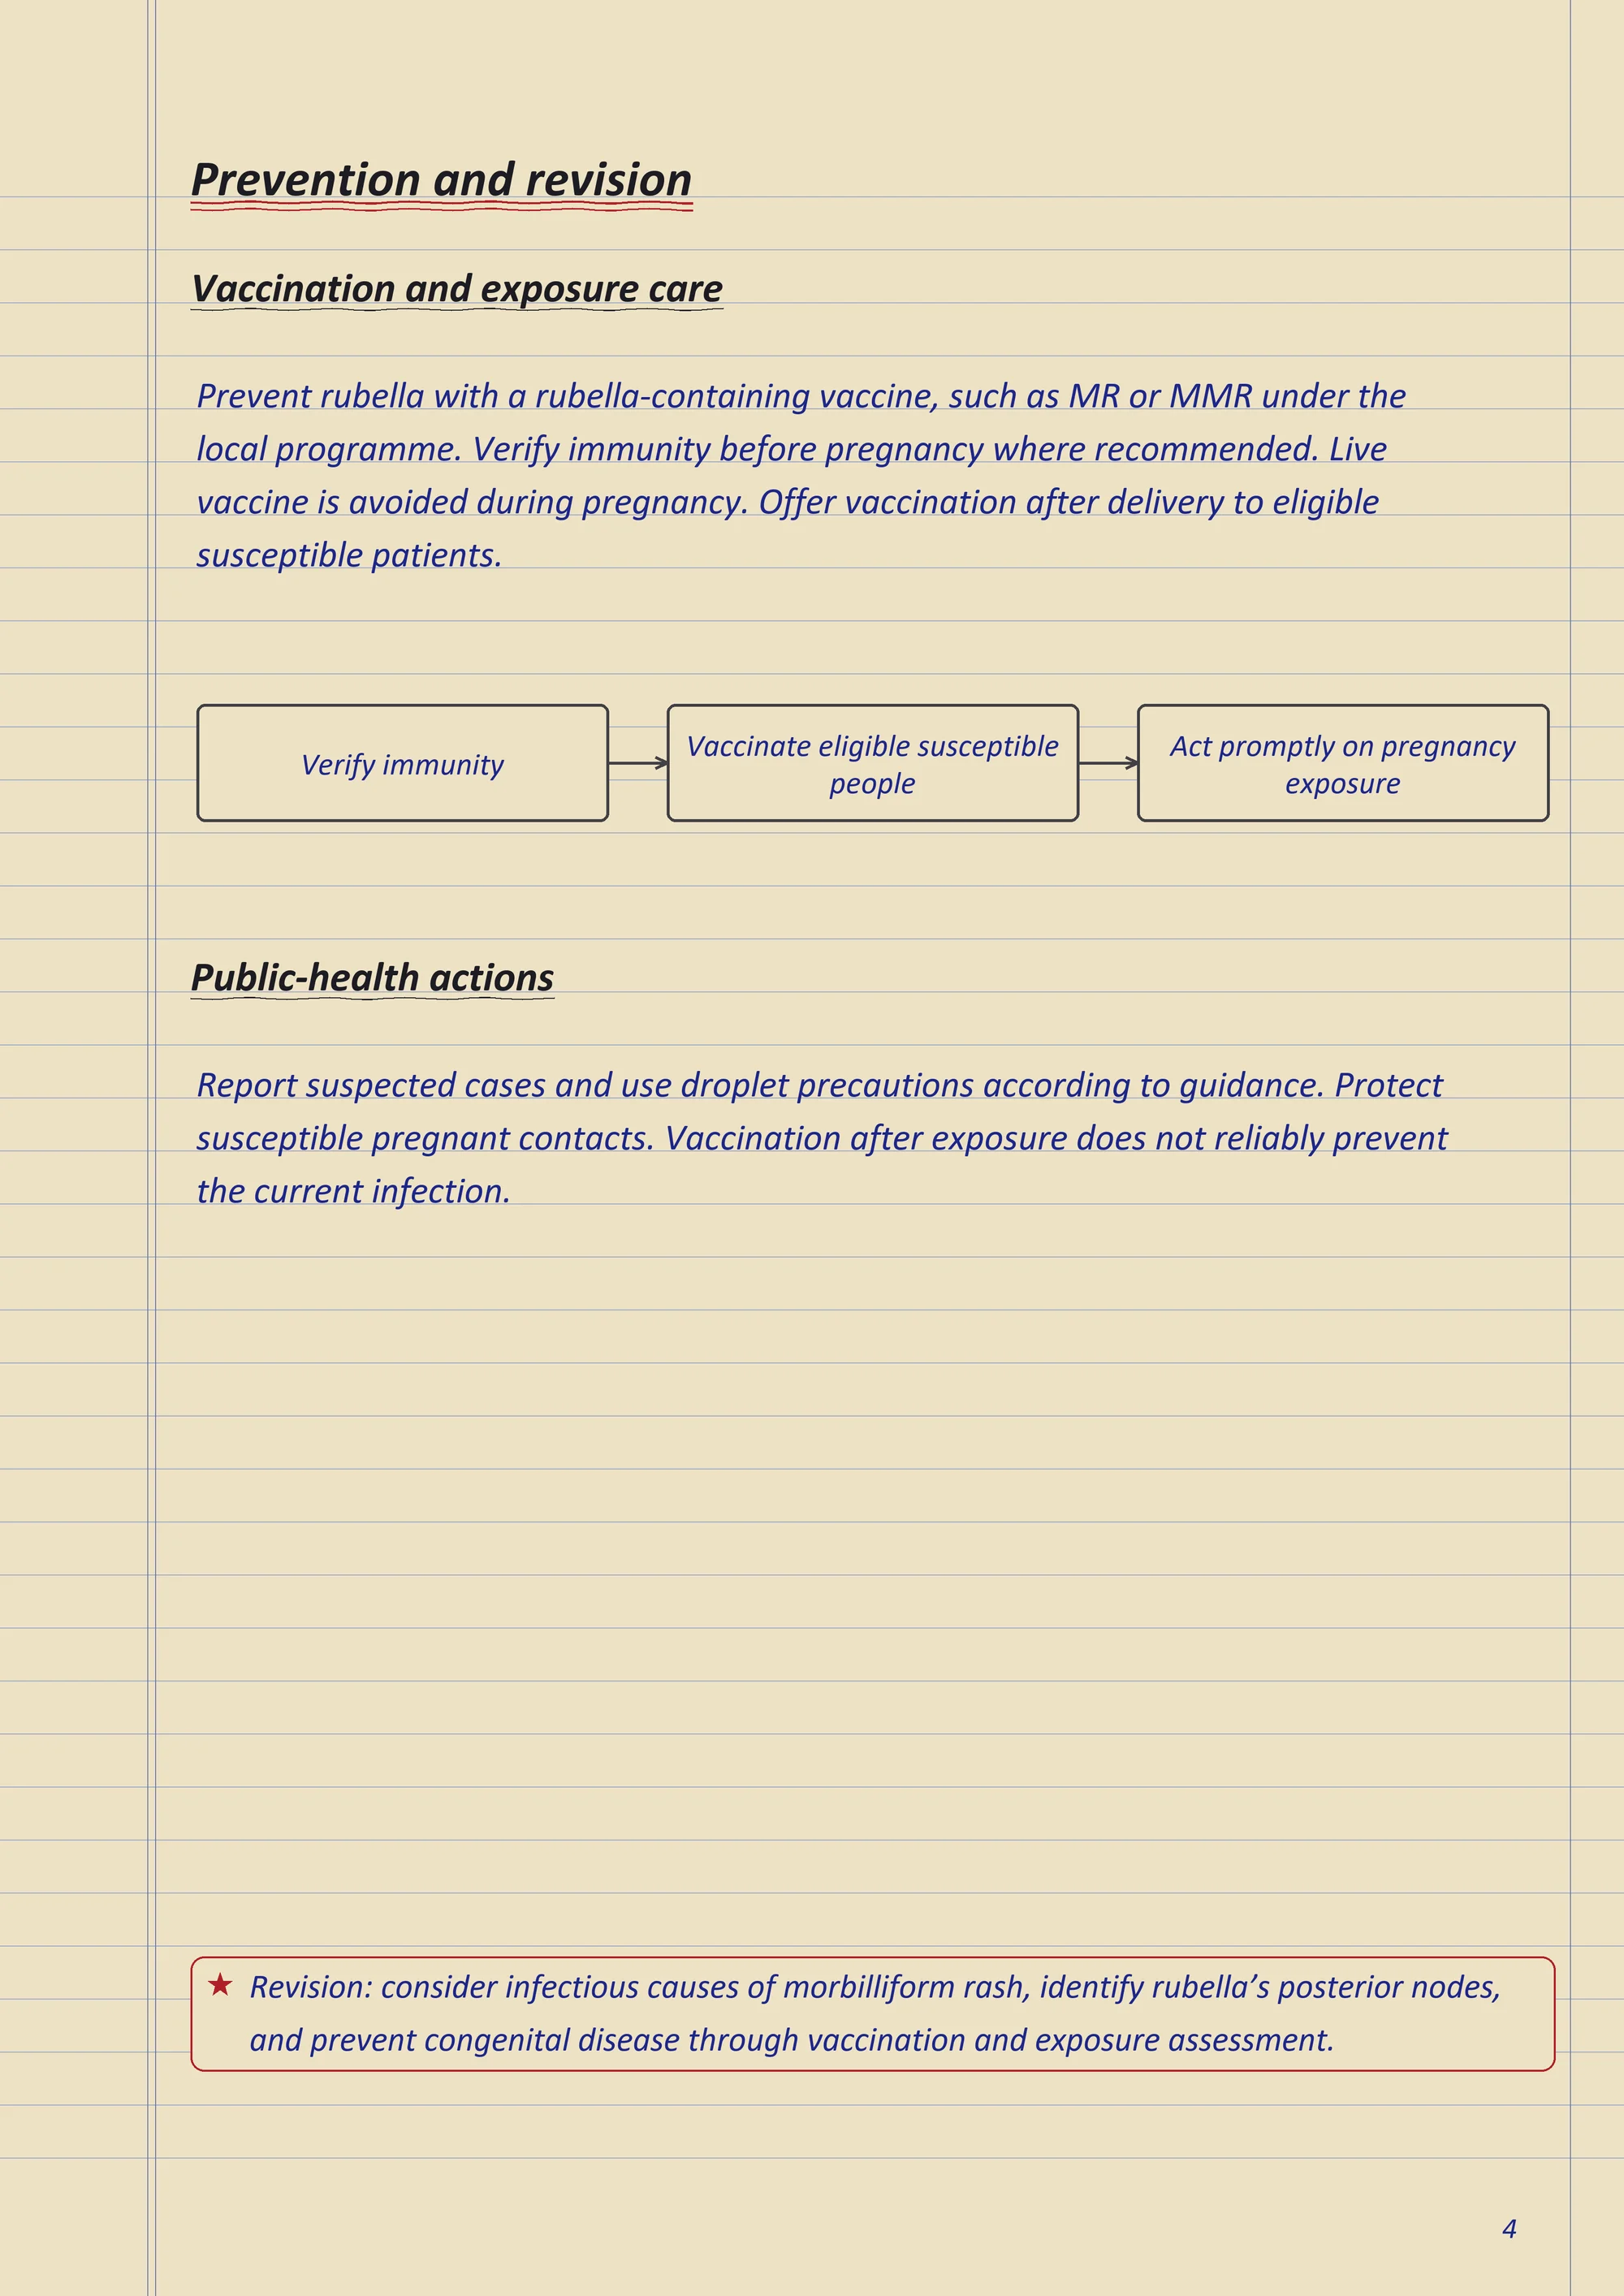 Prevention and revision
Vaccination and exposure care
Prevent rubella with a rubella-containing vaccine, such as MR or MMR under the
local programme. Verify immunity before pregnancy where recommended. Live
vaccine is avoided during pregnancy. Offer vaccination after delivery to eligible
susceptible patients.
Verify immunity
Vaccinate eligible susceptible
people
Act promptly on pregnancy
exposure
Public-health actions
Report suspected cases and use droplet precautions according to guidance. Protect
susceptible pregnant contacts. Vaccination after exposure does not reliably prevent
the current infection.
★ Revision: consider infectious causes of morbilliform rash, identify rubella’s posterior nodes,
and prevent congenital disease through vaccination and exposure assessment.
4